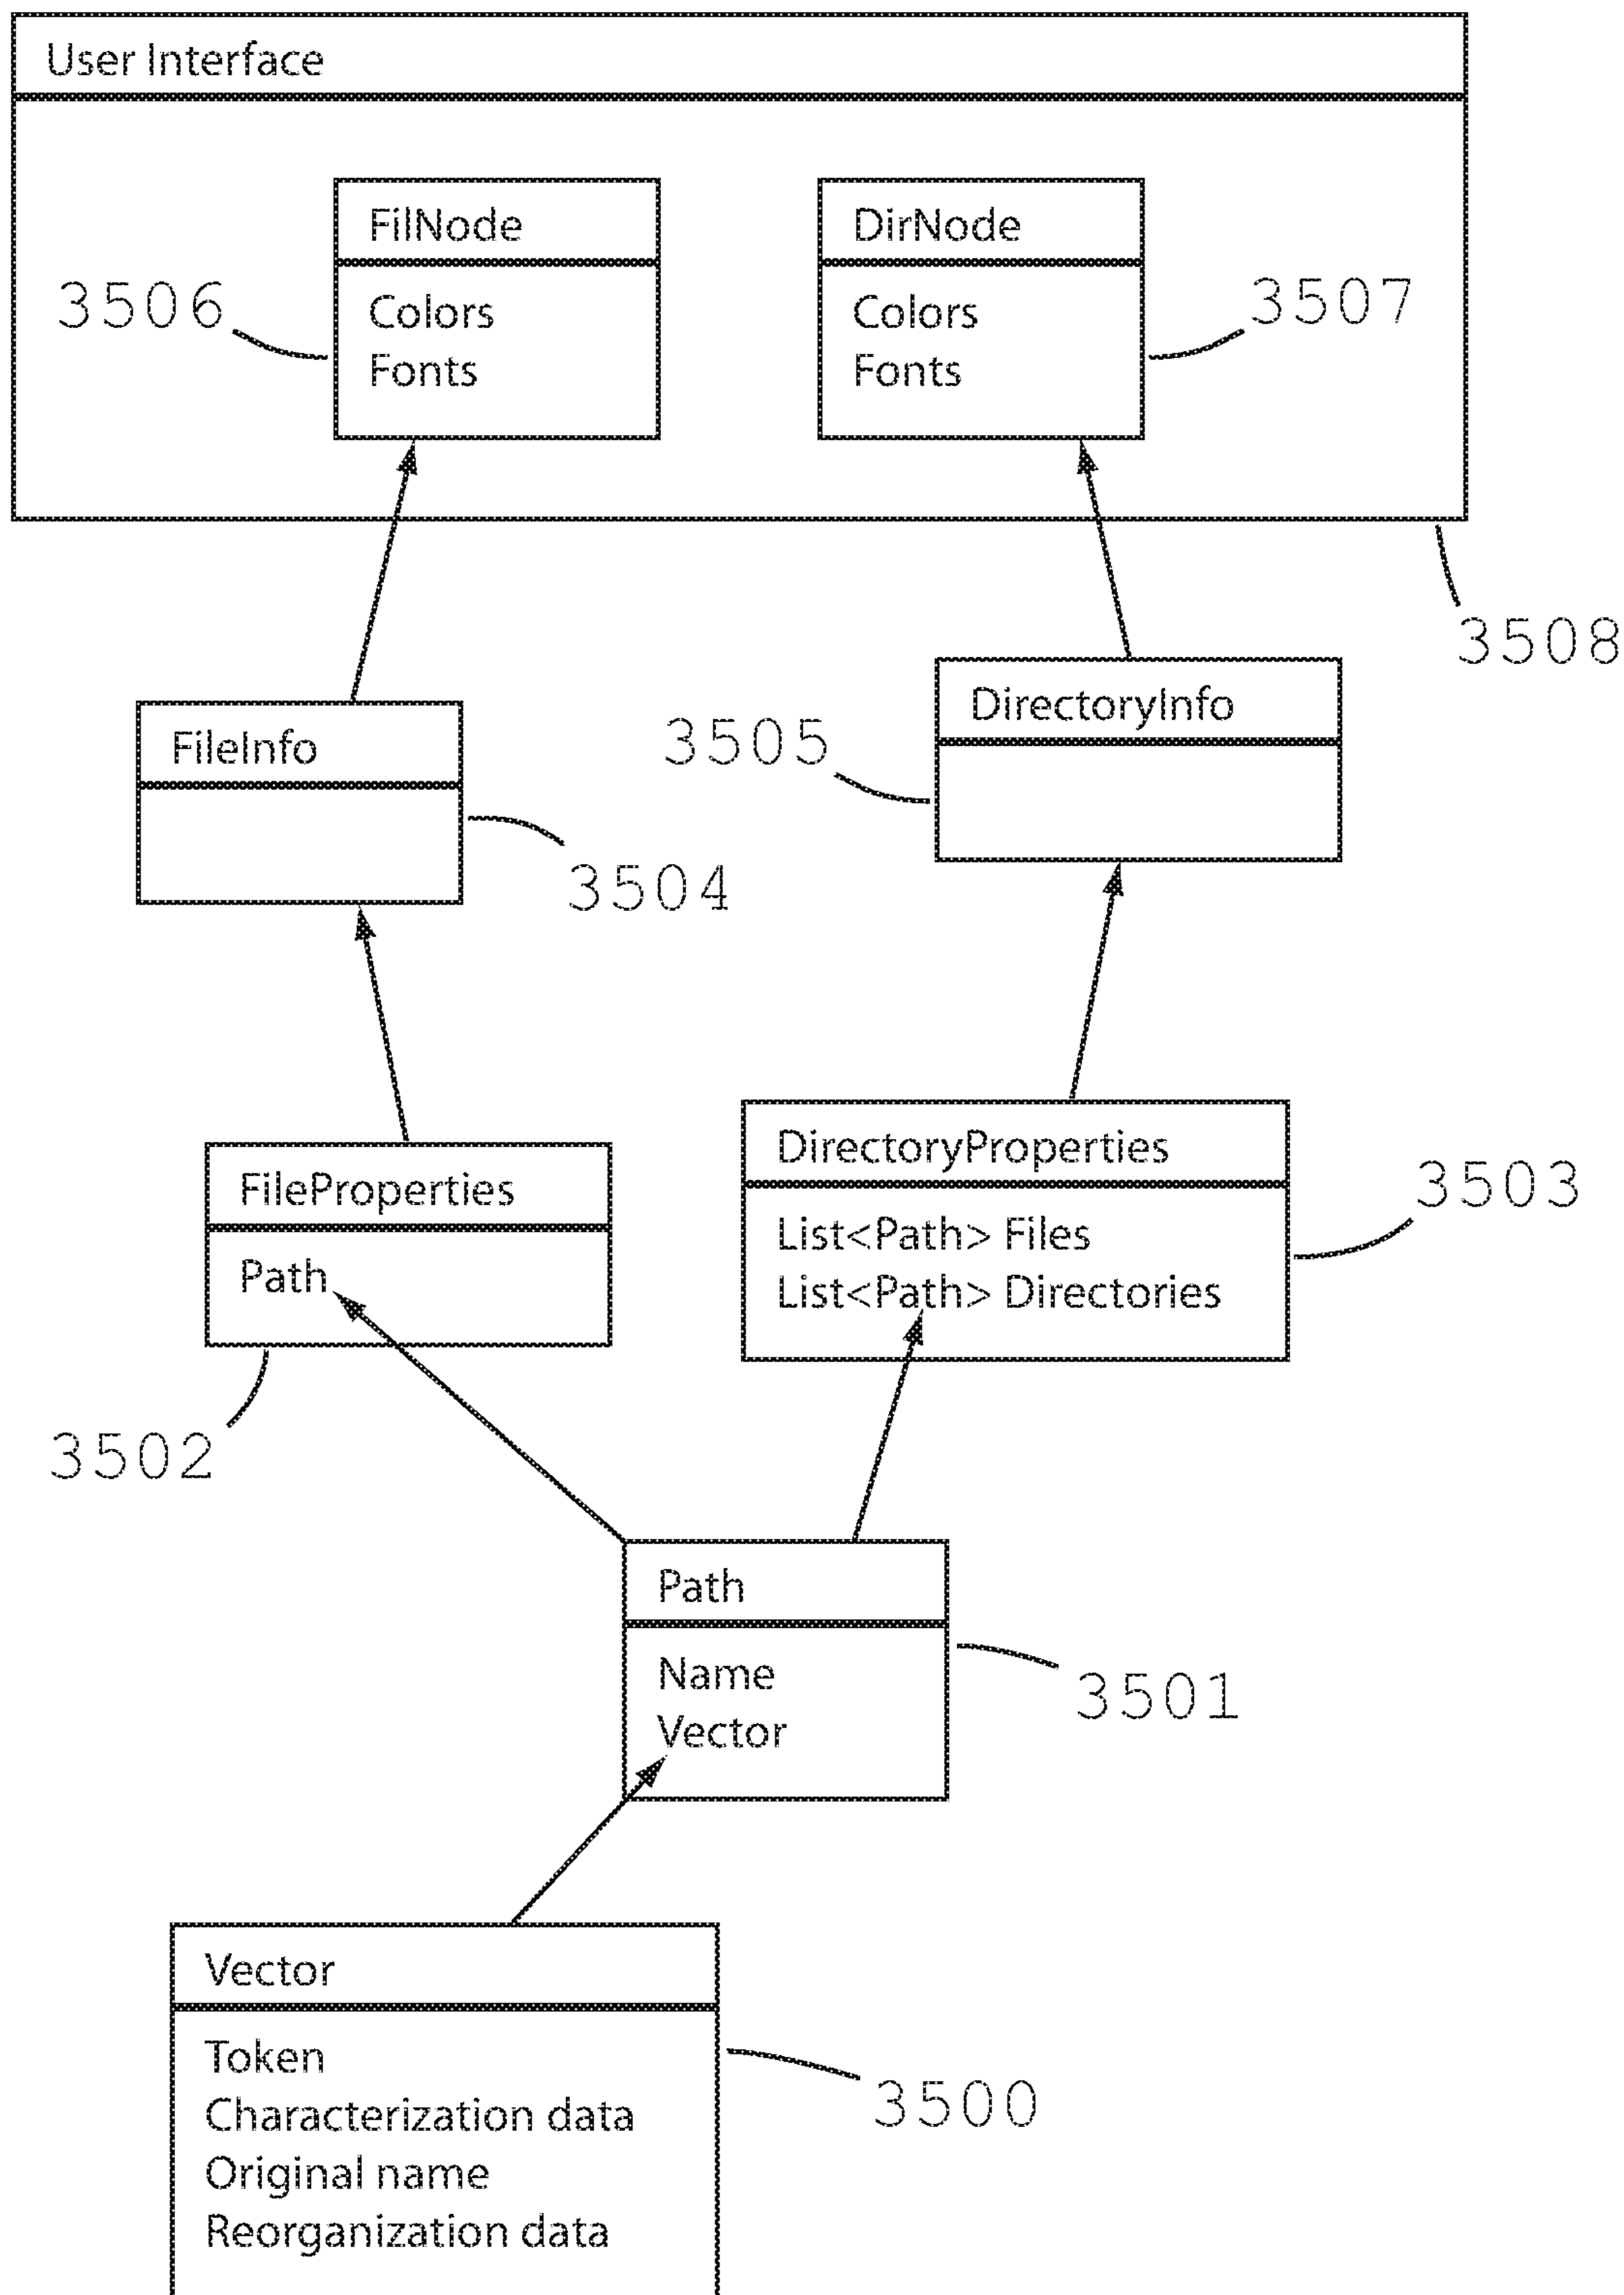 User Interface
FilNode
Colors
Fonts
3506
DirNode
Colors
Fonts
3507
3508
FileInfo
3504
DirectoryInfo
3505
FileProperties
Path
3502
DirectoryProperties
List<Path> Files
List<Path> Directories
3503
Path
Name
Vector
3501
Vector
Token
Characterization data
Original name
Reorganization data
3500